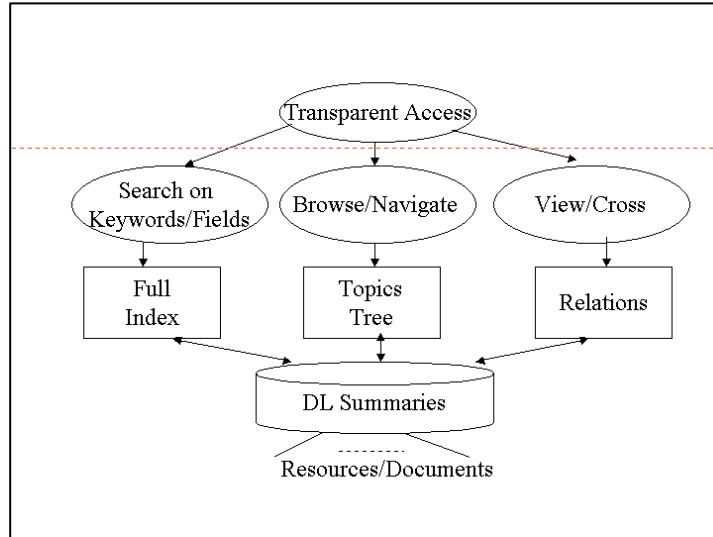 Transparent Access
Search on
Keywords/Fields
Browse/Navigate
View/Cross
Full
Index
Topics
Tree
Relations
DL Summaries
Resources/Documents